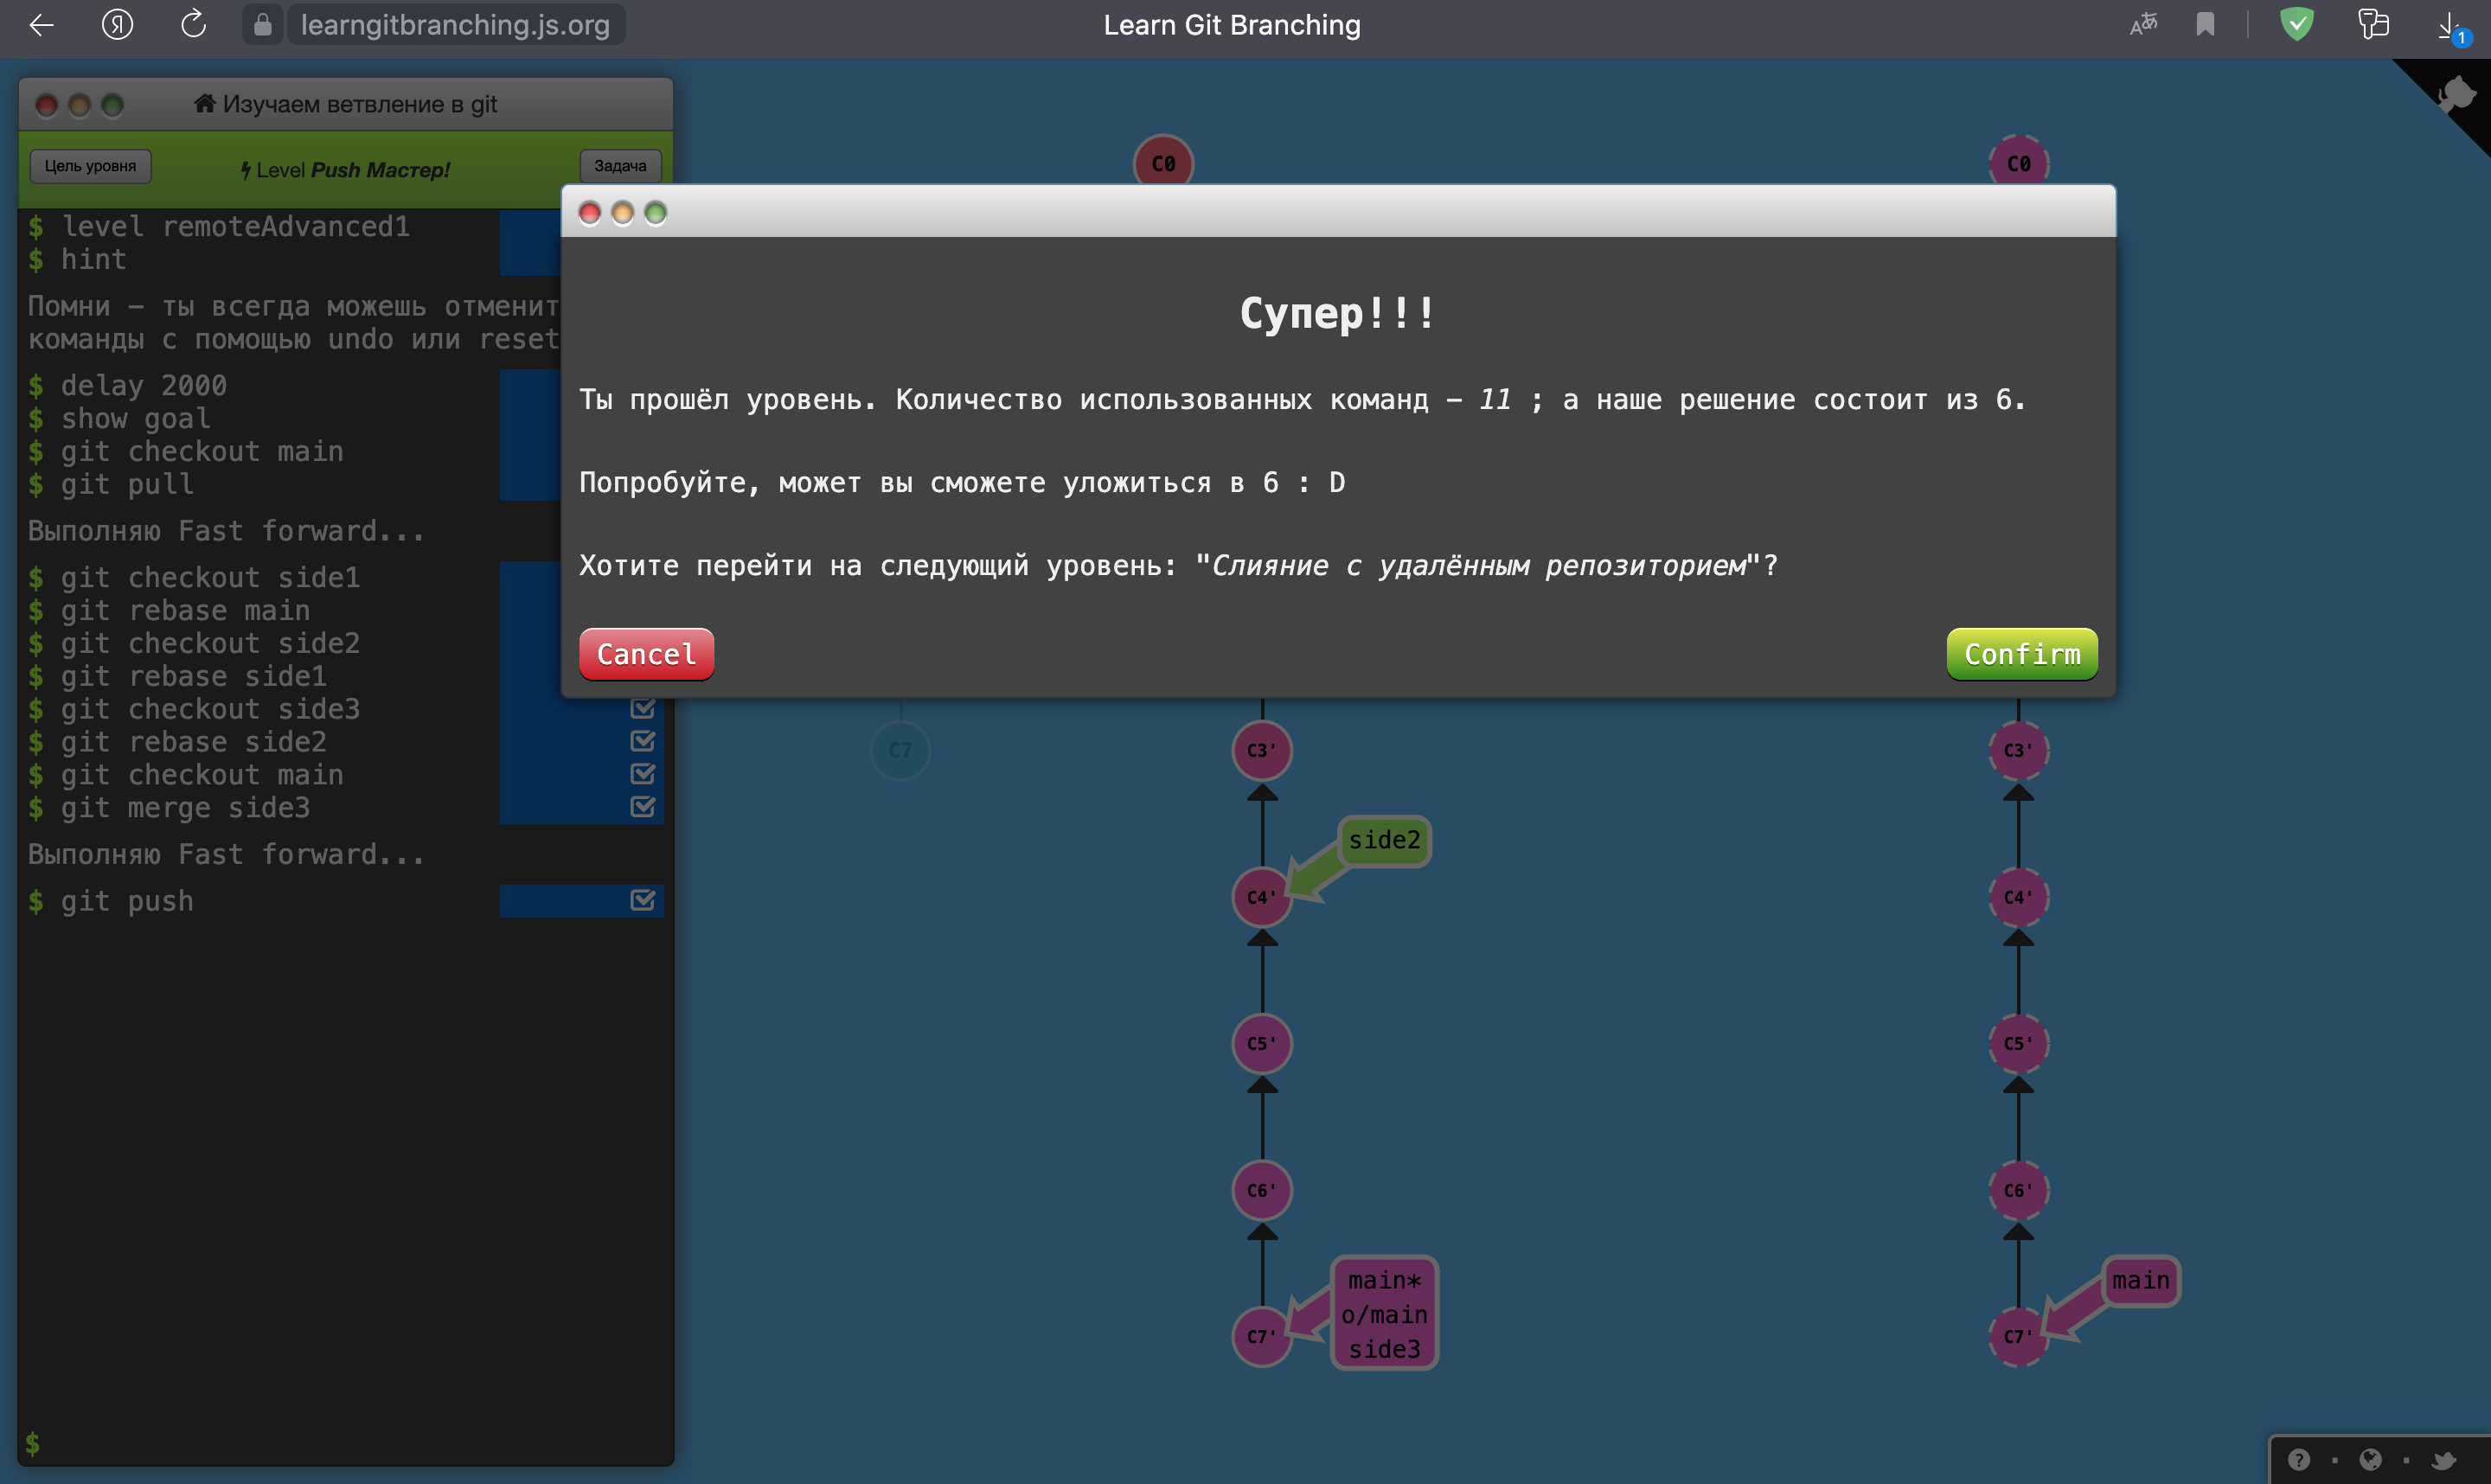 learngitbranching.js.org
Learn Git Branching
1
Изучаем ветвление в git
Цель уровня
Level Push Мастер!
Задача
$ level remoteAdvanced1
$ hint
Помни – ты всегда можешь отменит
команды с помощью undo или reset
$ delay 2000
$ show goal
$ git checkout main
$ git pull
Выполняю Fast forward...
$ git checkout side1
$ git rebase main
$ git checkout side2
$ git rebase side1
$ git checkout side3
$ git rebase side2
$ git checkout main
$ git merge side3
Выполняю Fast forward...
$ git push
$
C0
C0
Супер!!!
Ты прошёл уровень. Количество использованных команд – 11 ; а наше решение состоит из 6.
Попробуйте, может вы сможете уложиться в 6 : D
Хотите перейти на следующий уровень: "Слияние с удалённым репозиторием"?
Cancel
Confirm
C7
C3'
C3'
side2
C4'
C4'
C5'
C5'
C6'
C6'
main*
o/main
side3
C7'
main
C7'